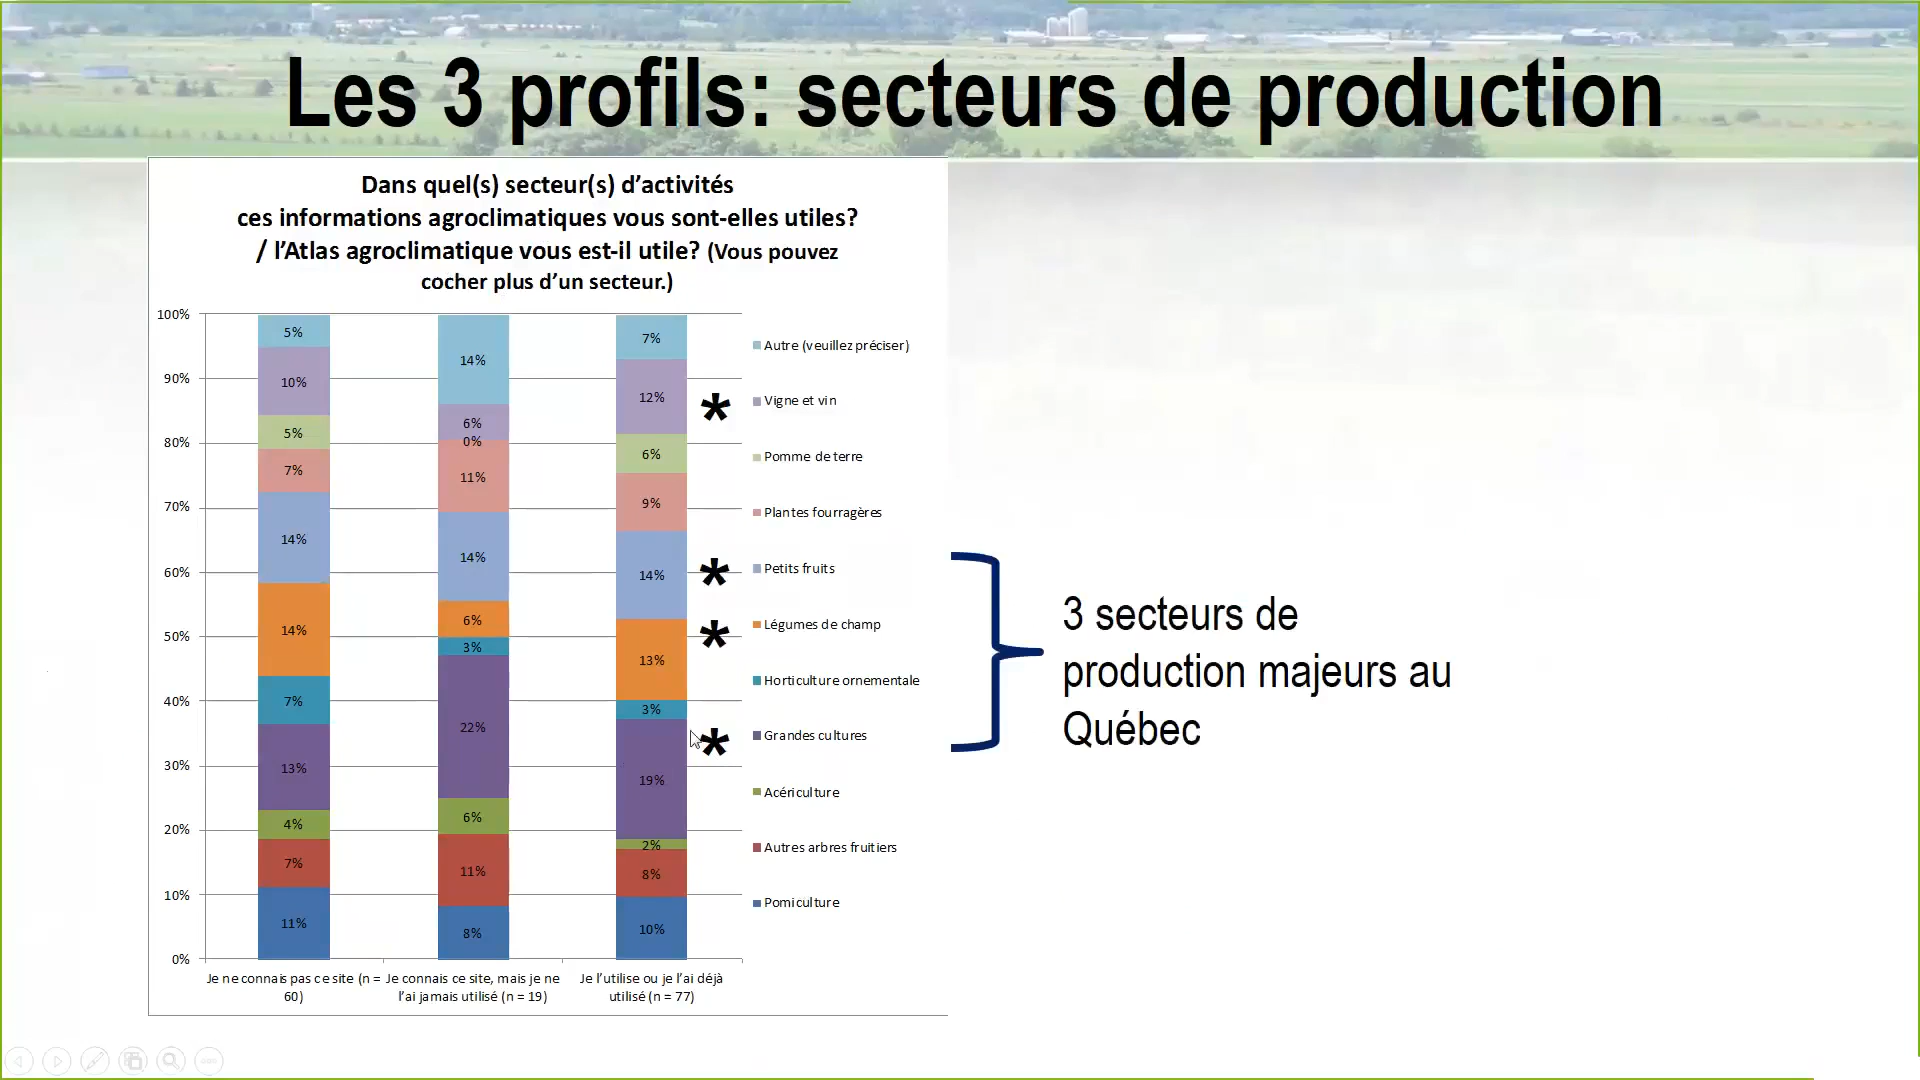 Les 3 profils: secteurs de production
Dans quel(s) secteur(s) d’activités
ces informations agroclimatiques vous sont-elles utiles?
/ l’Atlas agroclimatique vous est-il utile? (Vous pouvez
cocher plus d’un secteur.)
100%
90%
80%
70%
60%
50%
40%
30%
20%
10%
0%
5%
10%
5%
7%
14%
14%
7%
13%
4%
7%
11%
14%
6%
0%
11%
14%
6%
3%
22%
6%
11%
8%
7%
12%
6%
9%
14%
13%
3%
19%
2%
8%
10%
*
*
*
*
Autre (veuillez préciser)
Vigne et vin
Pomme de terre
Plantes fourragères
Petits fruits
Légumes de champ
Horticulture ornementale
Grandes cultures
Acériculture
Autres arbres fruitiers
Pomiculture
Je ne connais pas ce site (n =
60)
Je connais ce site, mais je ne
l’ai jamais utilisé (n = 19)
Je l’utilise ou je l’ai déjà
utilisé (n = 77)
3 secteurs de
production majeurs au
Québec